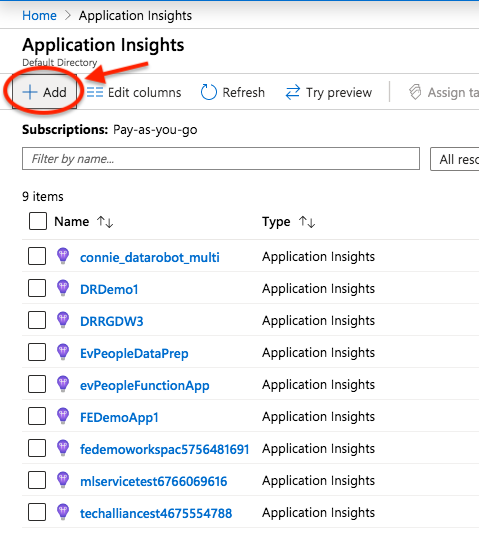 Home > Application Insights
Application Insights
Default Directory
+ Add Edit columns Refresh Try preview Assign ta
Subscriptions: Pay-as-you-go
Filter by name... All reso
9 items
Name ↑↓ Type ↑↓
connie_datarobot_multi Application Insights
DRDemo1 Application Insights
DRRGDW3 Application Insights
EvPeopleDataPrep Application Insights
evPeopleFunctionApp Application Insights
FEDemoApp1 Application Insights
fedemoworkspac5756481691 Application Insights
mlservicetest6766069616 Application Insights
techalliancest4675554788 Application Insights